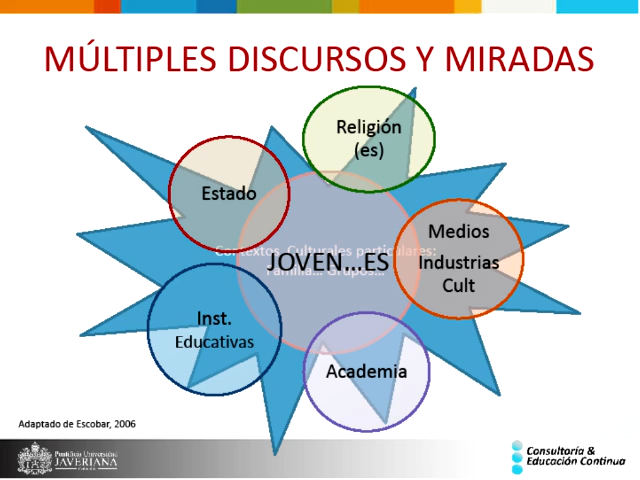 MÚLTIPLES DISCURSOS Y MIRADAS
Religión
(es)
Estado
Medios
Industrias
Cult
Contextos Culturales particulares:
Familia... Grupos...
JOVEN...ES
Inst.
Educativas
Academia
Adaptado de Escobar, 2006
Pontificia Universidad
JAVERIANA
Consultoría &
Educación Continua